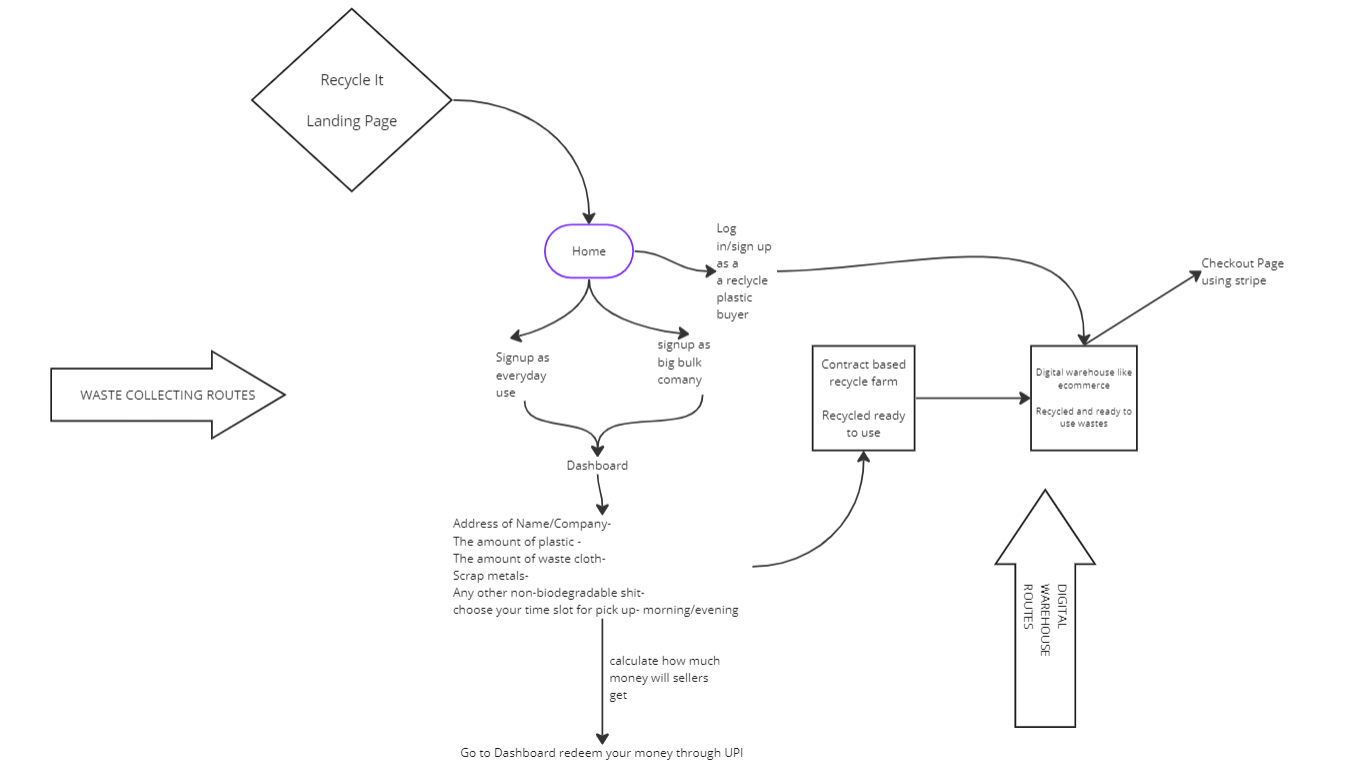 Recycle It
Landing Page
Home
Log
in/sign up
as a
a reclycle
plastic
buyer
Checkout Page
using stripe
Signup as
everyday
use
signup as
big bulk
comany
WASTE COLLECTING ROUTES
Contract based
recycle farm
Recycled ready
to use
Digital warehouse like
ecommerce
Recycled and ready to
use wastes
Dashboard
Address of Name/Company-
The amount of plastic -
The amount of waste cloth-
Scrap metals-
Any other non-biodegradable shit-
choose your time slot for pick up- morning/evening
DIGITAL
WAREHOUSE
ROUTES
calculate how much
money will sellers
get
Go to Dashboard redeem your money through UPI